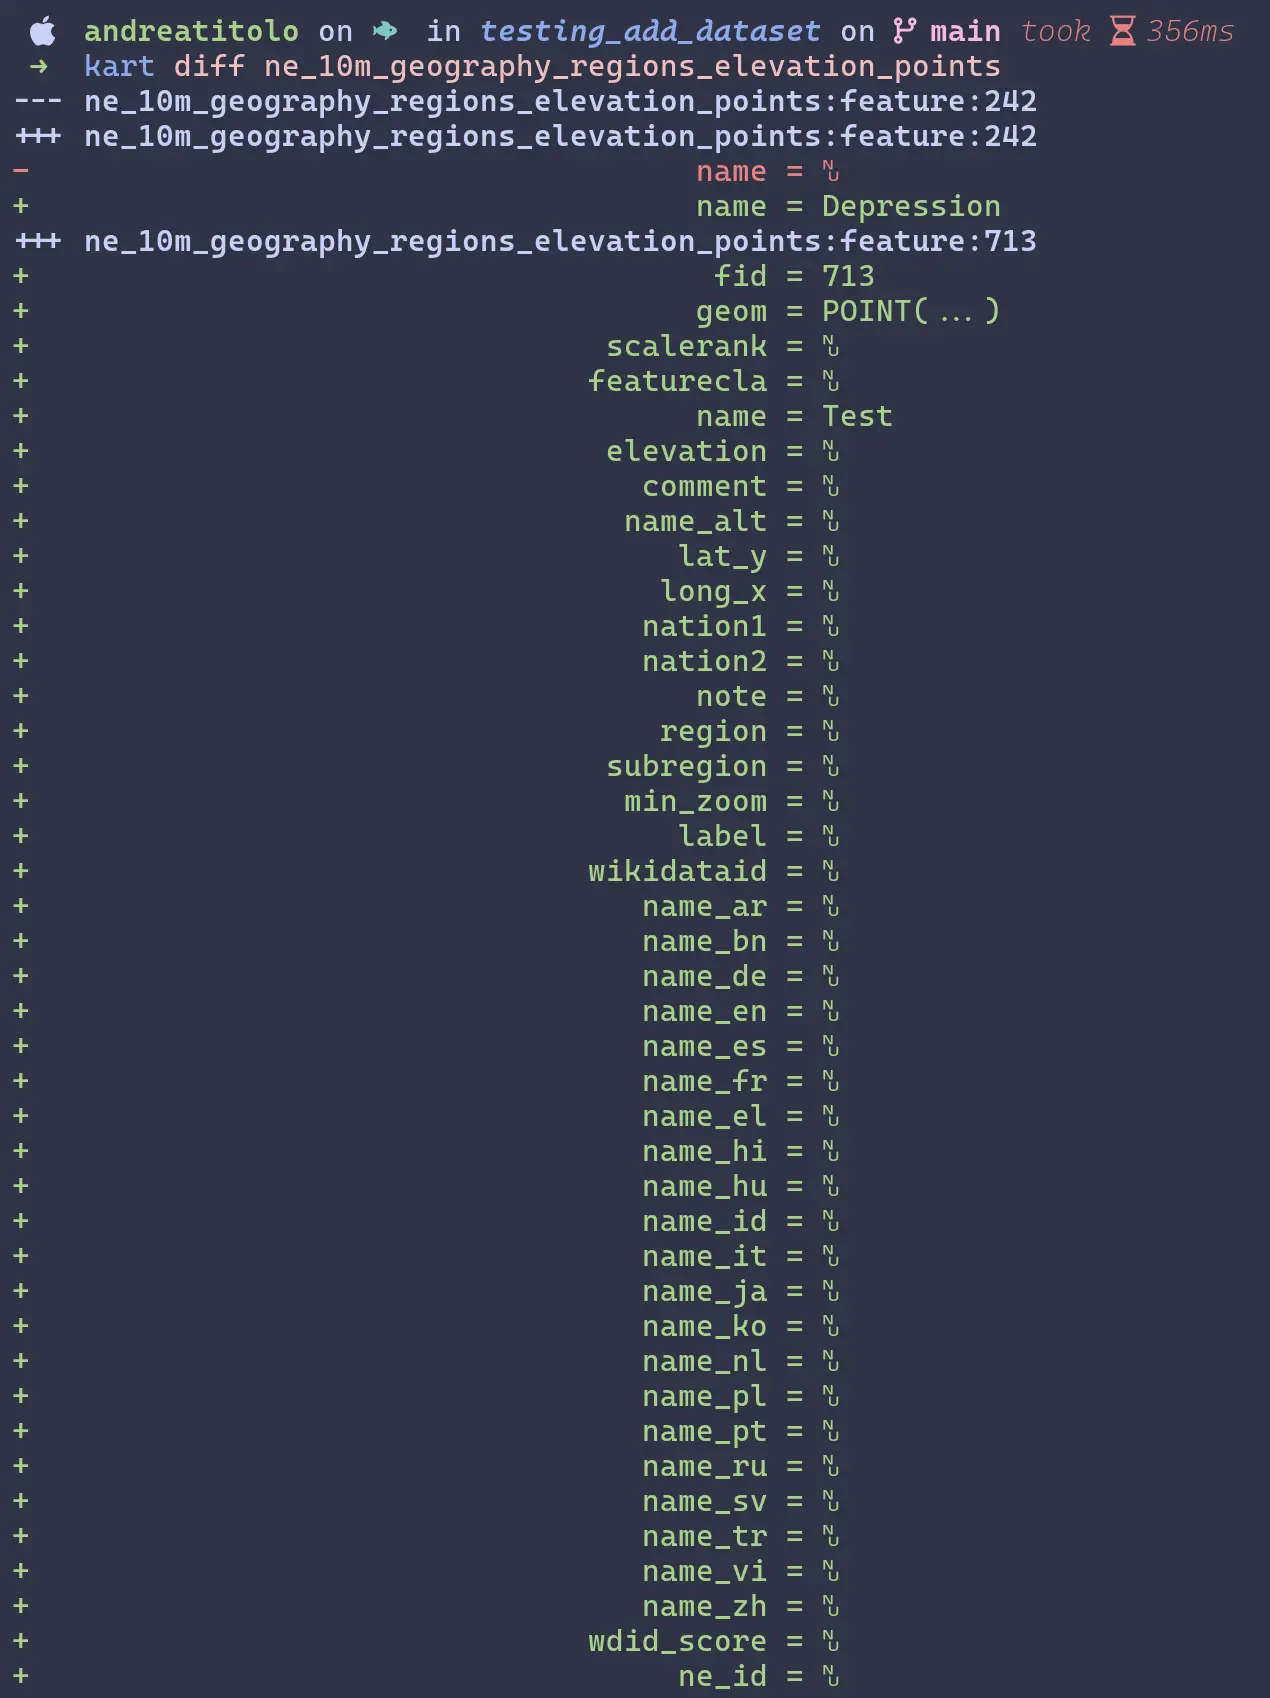 andreatitolo on in testing_add_dataset on main took 356ms
➜ kart diff ne_10m_geography_regions_elevation_points
--- ne_10m_geography_regions_elevation_points:feature:242
+++ ne_10m_geography_regions_elevation_points:feature:242
- name = ␀
+ name = Depression
+++ ne_10m_geography_regions_elevation_points:feature:713
+ fid = 713
+ geom = POINT(...)
+ scalerank = ␀
+ featurecla = ␀
+ name = Test
+ elevation = ␀
+ comment = ␀
+ name_alt = ␀
+ lat_y = ␀
+ long_x = ␀
+ nation1 = ␀
+ nation2 = ␀
+ note = ␀
+ region = ␀
+ subregion = ␀
+ min_zoom = ␀
+ label = ␀
+ wikidataid = ␀
+ name_ar = ␀
+ name_bn = ␀
+ name_de = ␀
+ name_en = ␀
+ name_es = ␀
+ name_fr = ␀
+ name_el = ␀
+ name_hi = ␀
+ name_hu = ␀
+ name_id = ␀
+ name_it = ␀
+ name_ja = ␀
+ name_ko = ␀
+ name_nl = ␀
+ name_pl = ␀
+ name_pt = ␀
+ name_ru = ␀
+ name_sv = ␀
+ name_tr = ␀
+ name_vi = ␀
+ name_zh = ␀
+ wdid_score = ␀
+ ne_id = ␀